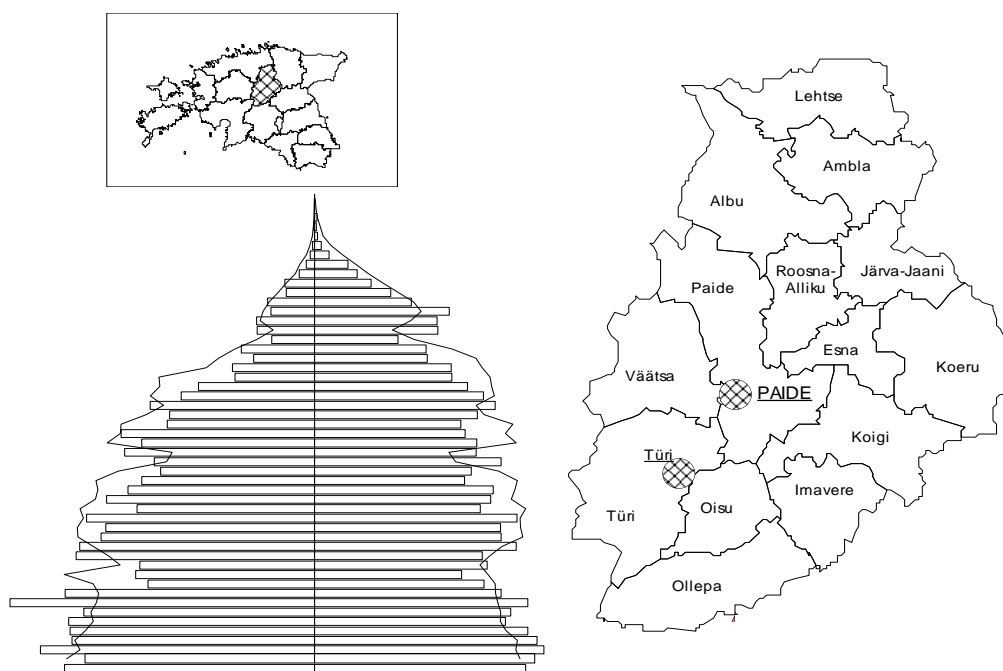 Lehtse
Ambla
Albu
Roosna-
Alliku
Järva-Jaani
Paide
Esna
Koeru
Väätsa
PAIDE
Koigi
Türi
Imavere
Türi
Oisu
Ollepa